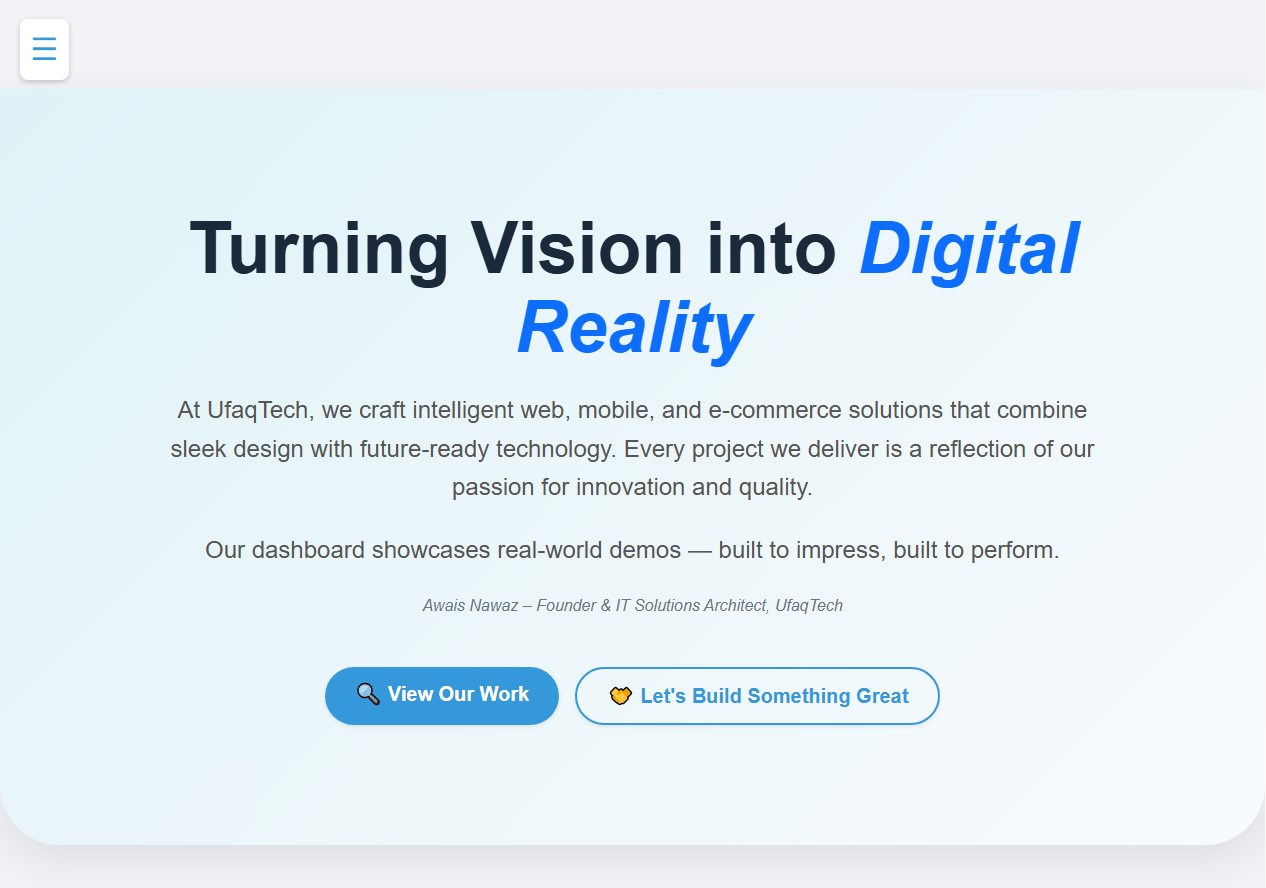 Turning Vision into Digital
Reality
At UfaqTech, we craft intelligent web, mobile, and e-commerce solutions that combine
sleek design with future-ready technology. Every project we deliver is a reflection of our
passion for innovation and quality.
Our dashboard showcases real-world demos — built to impress, built to perform.
Awais Nawaz – Founder & IT Solutions Architect, UfaqTech
View Our Work
Let's Build Something Great